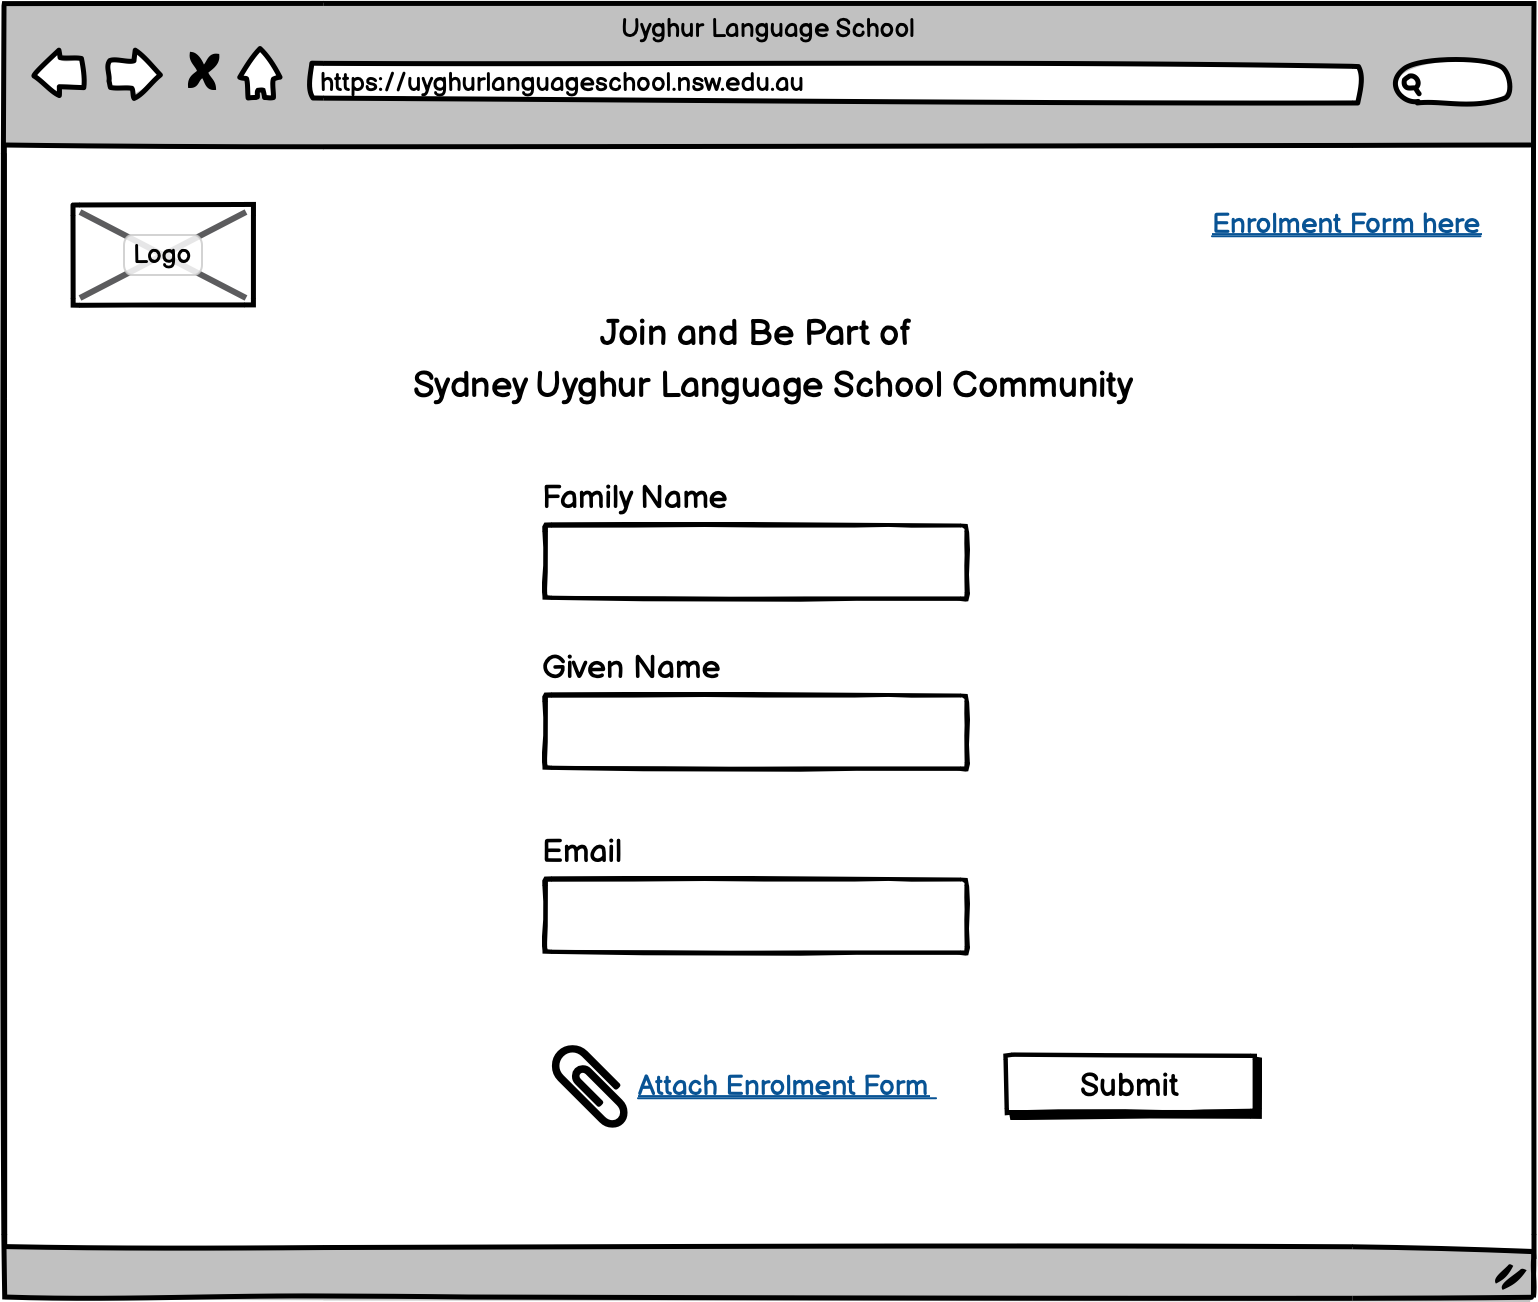 Uyghur Language School
https://uyghurlanguageschool.nsw.edu.au
Enrolment Form here
Logo
Join and Be Part of
Sydney Uyghur Language School Community
Family Name
Given Name
Email
Attach Enrolment Form
Submit